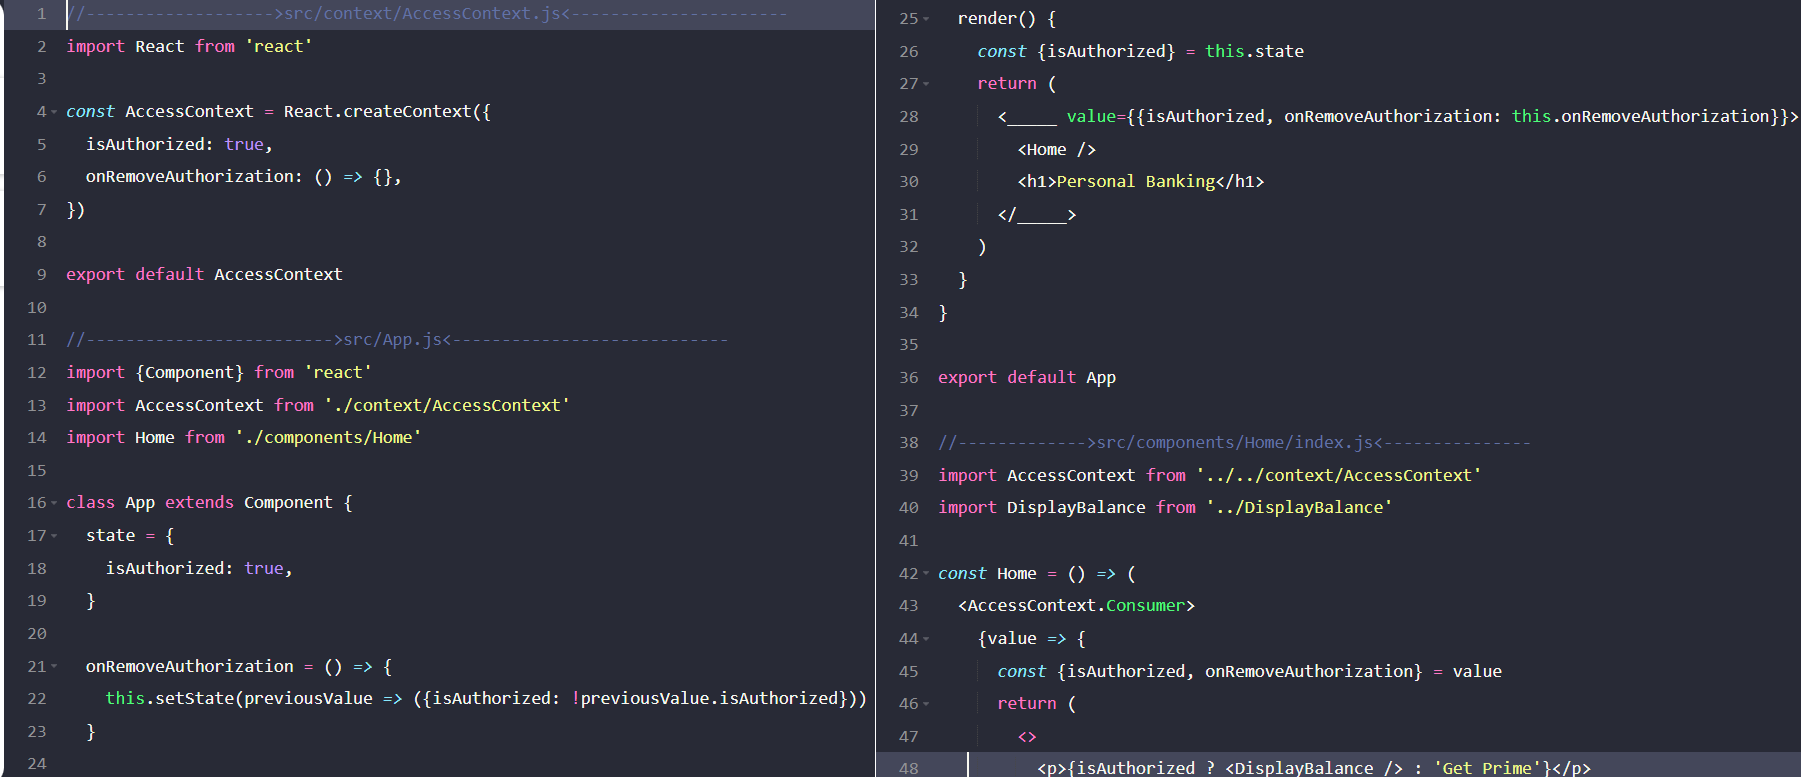 1 //------------------->src/context/AccessContext.js<----------------------
2 import React from 'react'
3
4 const AccessContext = React.createContext({
5   isAuthorized: true,
6   onRemoveAuthorization: () => {},
7 })
8
9 export default AccessContext
10
11 //------------------------->src/App.js<----------------------------
12 import {Component} from 'react'
13 import AccessContext from './context/AccessContext'
14 import Home from './components/Home'
15
16 class App extends Component {
17   state = {
18     isAuthorized: true,
19   }
20
21   onRemoveAuthorization = () => {
22     this.setState(previousValue => ({isAuthorized: !previousValue.isAuthorized}))
23   }
24
25   render() {
26     const {isAuthorized} = this.state
27     return (
28       <_____ value={{isAuthorized, onRemoveAuthorization: this.onRemoveAuthorization}}>
29         <Home />
30         <h1>Personal Banking</h1>
31       </_____>
32     )
33   }
34 }
35
36 export default App
37
38 //------------->src/components/Home/index.js<---------------
39 import AccessContext from '../../context/AccessContext'
40 import DisplayBalance from '../DisplayBalance'
41
42 const Home = () => (
43   <AccessContext.Consumer>
44     {value => {
45       const {isAuthorized, onRemoveAuthorization} = value
46       return (
47         <>
48           <p>{isAuthorized ? <DisplayBalance /> : 'Get Prime'}</p>